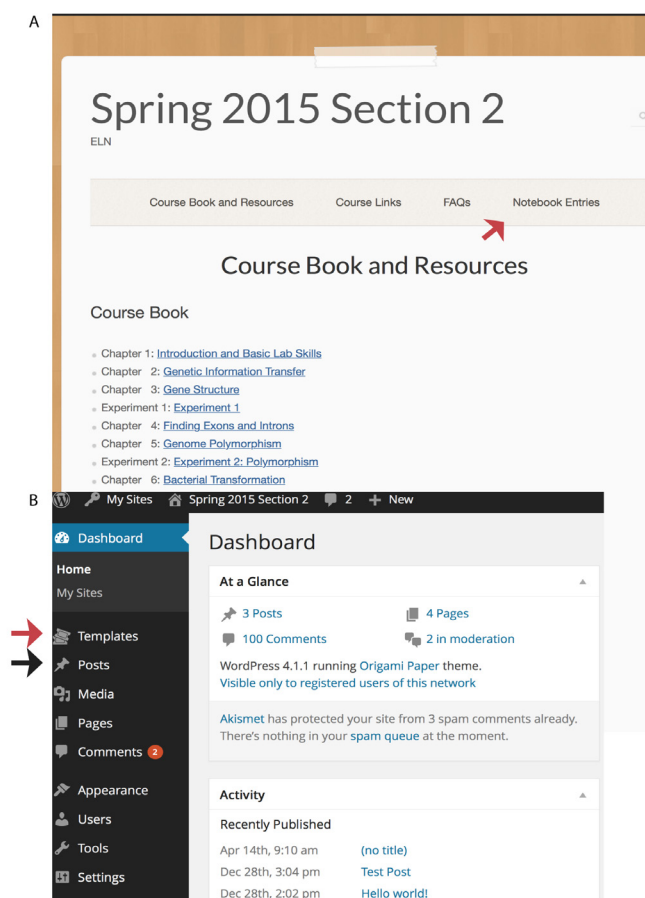 A
Spring 2015 Section 2
ELN
Course Book and Resources Course Links FAQs Notebook Entries
Course Book and Resources
Course Book
Chapter 1: Introduction and Basic Lab Skills
Chapter 2: Genetic Information Transfer
Chapter 3: Gene Structure
Experiment 1: Experiment 1
Chapter 4: Finding Exons and Introns
Chapter 5: Genome Polymorphism
Experiment 2: Experiment 2: Polymorphism
Chapter 6: Bacterial Transformation
B
My Sites Spring 2015 Section 2 2 + New
Dashboard
Home
My Sites
Templates
Posts
Media
Pages
Comments 2
Appearance
Users
Tools
Settings
Dashboard
At a Glance
3 Posts 4 Pages
100 Comments 2 in moderation
WordPress 4.1.1 running Origami Paper theme.
Visible only to registered users of this network
Akismet has protected your site from 3 spam comments already.
There's nothing in your spam queue at the moment.
Activity
Recently Published
Apr 14th, 9:10 am (no title)
Dec 28th, 3:04 pm Test Post
Dec 28th, 2:02 pm Hello world!